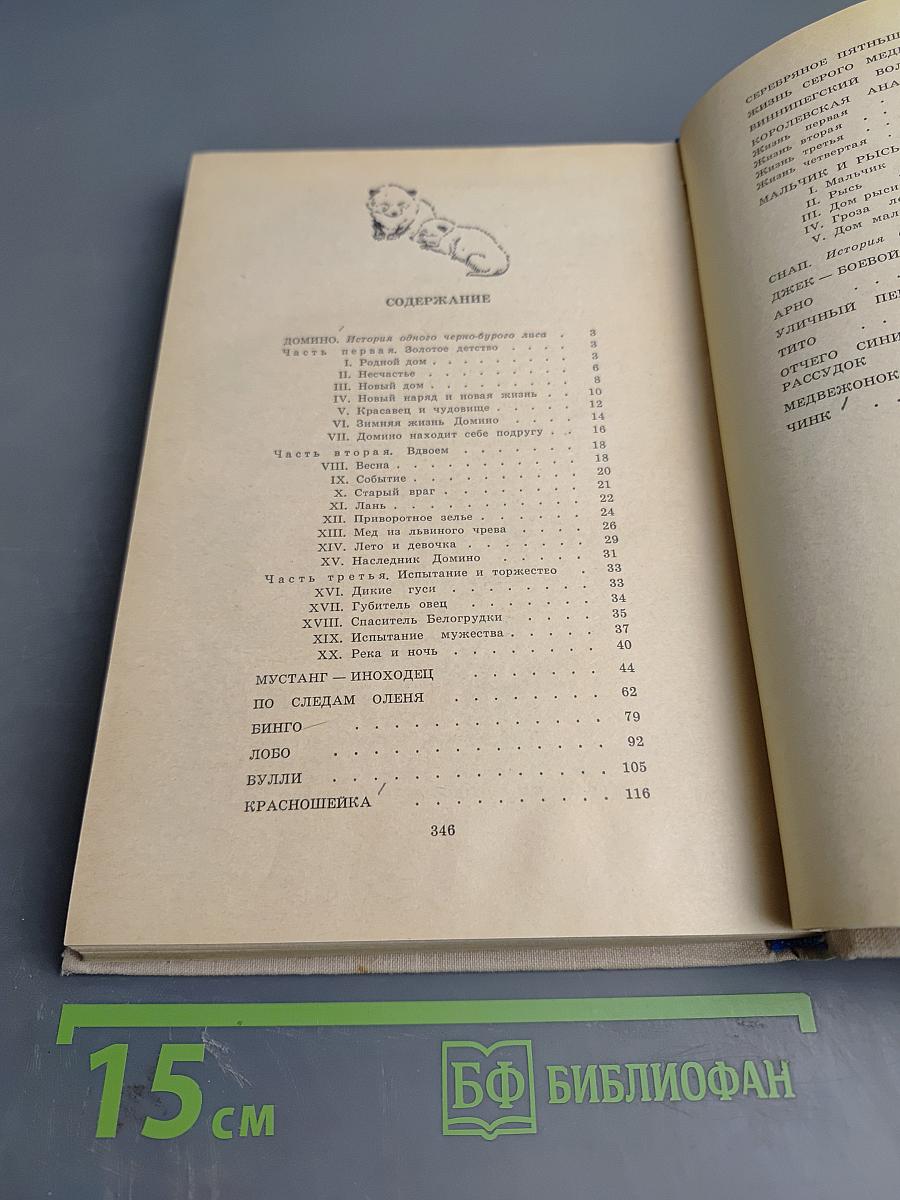 СОДЕРЖАНИЕ
ДОМИНО. История одного черно-бурого лиса . 3
Часть первая. Золотое детство . . . . 3
I. Родной дом . . . . . . . . 3
II. Несчастье . . . . . . . . . 6
III. Новый дом . . . . . . . . 8
IV. Новый наряд и новая жизнь . . 10
V. Красавец и чудовище . . . . . 12
VI. Зимняя жизнь Домино . . . . 14
VII. Домино находит себе подругу . . 16
Часть вторая. Вдвоем . . . . . . . 18
VIII. Весна . . . . . . . . . . 18
IX. Событие . . . . . . . . . 20
X. Старый враг . . . . . . . . 21
XI. Лань . . . . . . . . . . 22
XII. Приворотное зелье . . . . . . 24
XIII. Мед из львиного чрева . . . . 26
XIV. Лето и девочка . . . . . . . 29
XV. Наследник Домино . . . . . 31
Часть третья. Испытание и торжество . 33
XVI. Дикие гуси . . . . . . . . 33
XVII. Губитель овец . . . . . . . 34
XVIII. Спаситель Белогрудки . . . . 35
XIX. Испытание мужества . . . . . 37
XX. Река и ночь . . . . . . . . 40
МУСТАНГ — ИНОХОДЕЦ . . . . . . . 44
ПО СЛЕДАМ ОЛЕНЯ . . . . . . . . 62
БИНГО . . . . . . . . . . . . 79
ЛОБО . . . . . . . . . . . . . 92
ВУЛЛИ . . . . . . . . . . . . . 105
КРАСНОШЕЙКА . . . . . . . . . . 116
346
СЕРЕБРЯНОЕ ПЯТНЫШ
ЖИЗНЬ СЕРОГО МЕД
ВИННИПЕГСКИЙ ВОЛ
КОРОЛЕВСКАЯ АНА
Жизнь первая . .
Жизнь вторая . .
Жизнь третья . .
Жизнь четвертая .
МАЛЬЧИК И РЫСЬ
I. Мальчик
II. Рысь
III. Дом рыси
IV. Гроза ле
V. Дом мал
СНАП. История
ДЖЕК — БОЕВОЙ
АРНО . . .
УЛИЧНЫЙ ПЕ
ТИТО . .
ОТЧЕГО СИНИ
РАССУДОК
МЕДВЕЖОНОК
ЧИНК . .
15 см
БФ БИБЛИОФАН